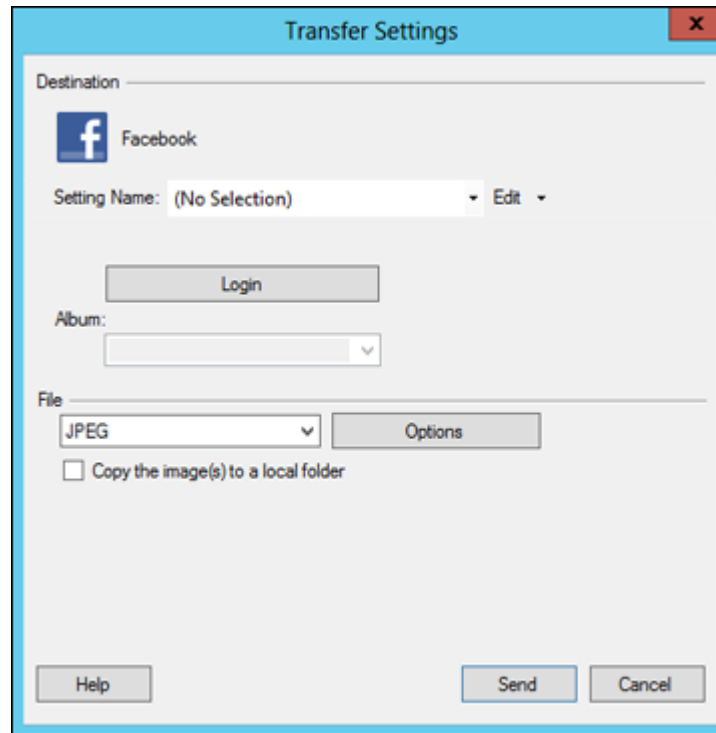 Transfer Settings
x
Destination
f Facebook
Setting Name: (No Selection) Edit
Login
Album:
File
JPEG Options
Copy the image(s) to a local folder
Help Send Cancel